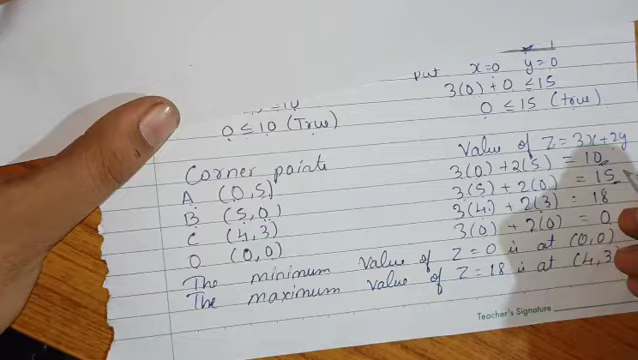 put x=0 y=0
3(0)+0 ≤15
0 ≤15 (true)
0 ≤ 10 (True)
Corner points
Value of Z=3x+2y
A (0,5)
3(0)+2(5) = 10
B (5,0)
3(5)+2(0) = 15
C (4,3)
3(4)+2(3) = 18
O (0,0)
3(0)+2(0) = 0
The minimum value of Z=0 is at (0,0)
The maximum value of Z=18 is at (4,3
Teacher's Signature